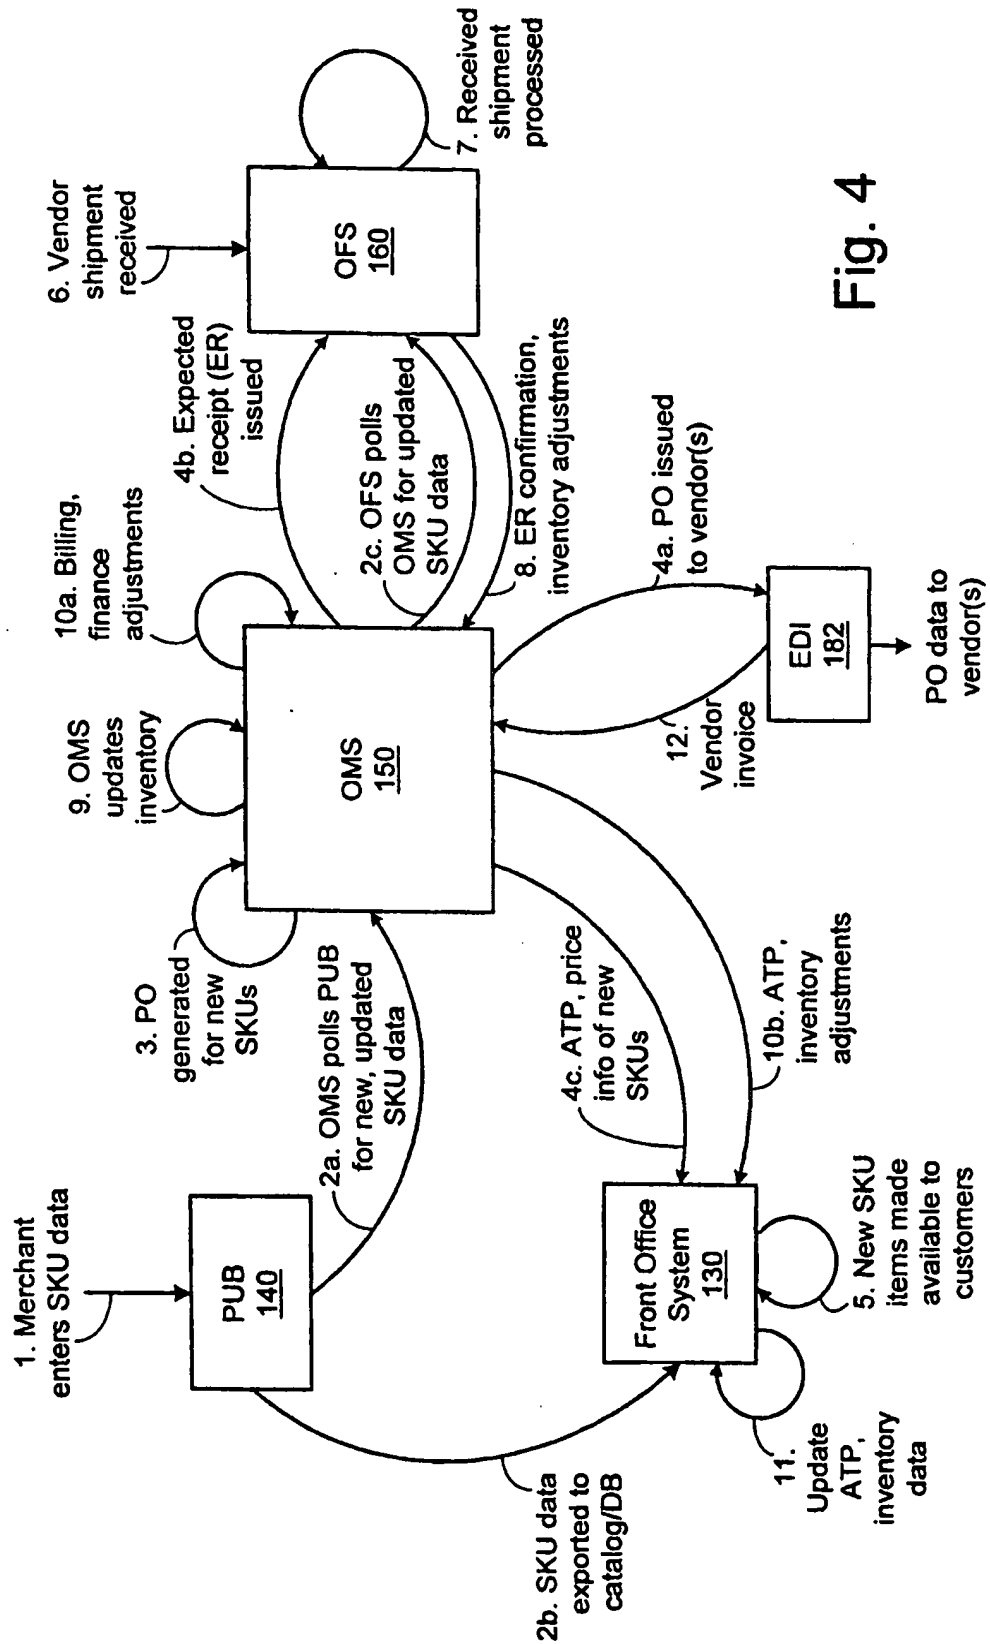 1. Merchant
enters SKU data
PUB
140
2a. OMS polls PUB
for new, updated
SKU data
2b. SKU data
exported to
catalog/DB
3. PO
generated
for new
SKUs
9. OMS
updates
inventory
10a. Billing,
finance
adjustments
OMS
150
4b. Expected
receipt (ER)
issued
2c. OFS polls
OMS for updated
SKU data
8. ER confirmation,
inventory adjustments
6. Vendor
shipment
received
OFS
160
7. Received
shipment
processed
4a. PO issued
to vendor(s)
12.
Vendor
invoice
EDI
182
PO data to
vendor(s)
4c. ATP, price
info of new
SKUs
10b. ATP,
inventory
adjustments
Front Office
System
130
5. New SKU
items made
available to
customers
11.
Update
ATP,
inventory
data
Fig. 4